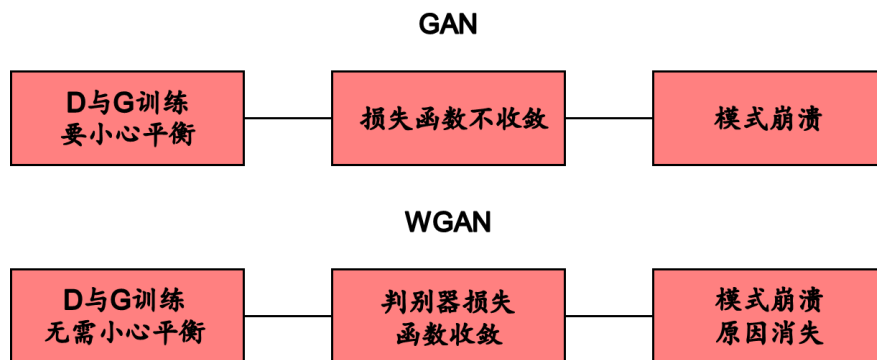 GAN
D与G训练
要小心平衡
损失函数不收敛
模式崩溃
WGAN
D与G训练
无需小心平衡
判别器损失
函数收敛
模式崩溃
原因消失